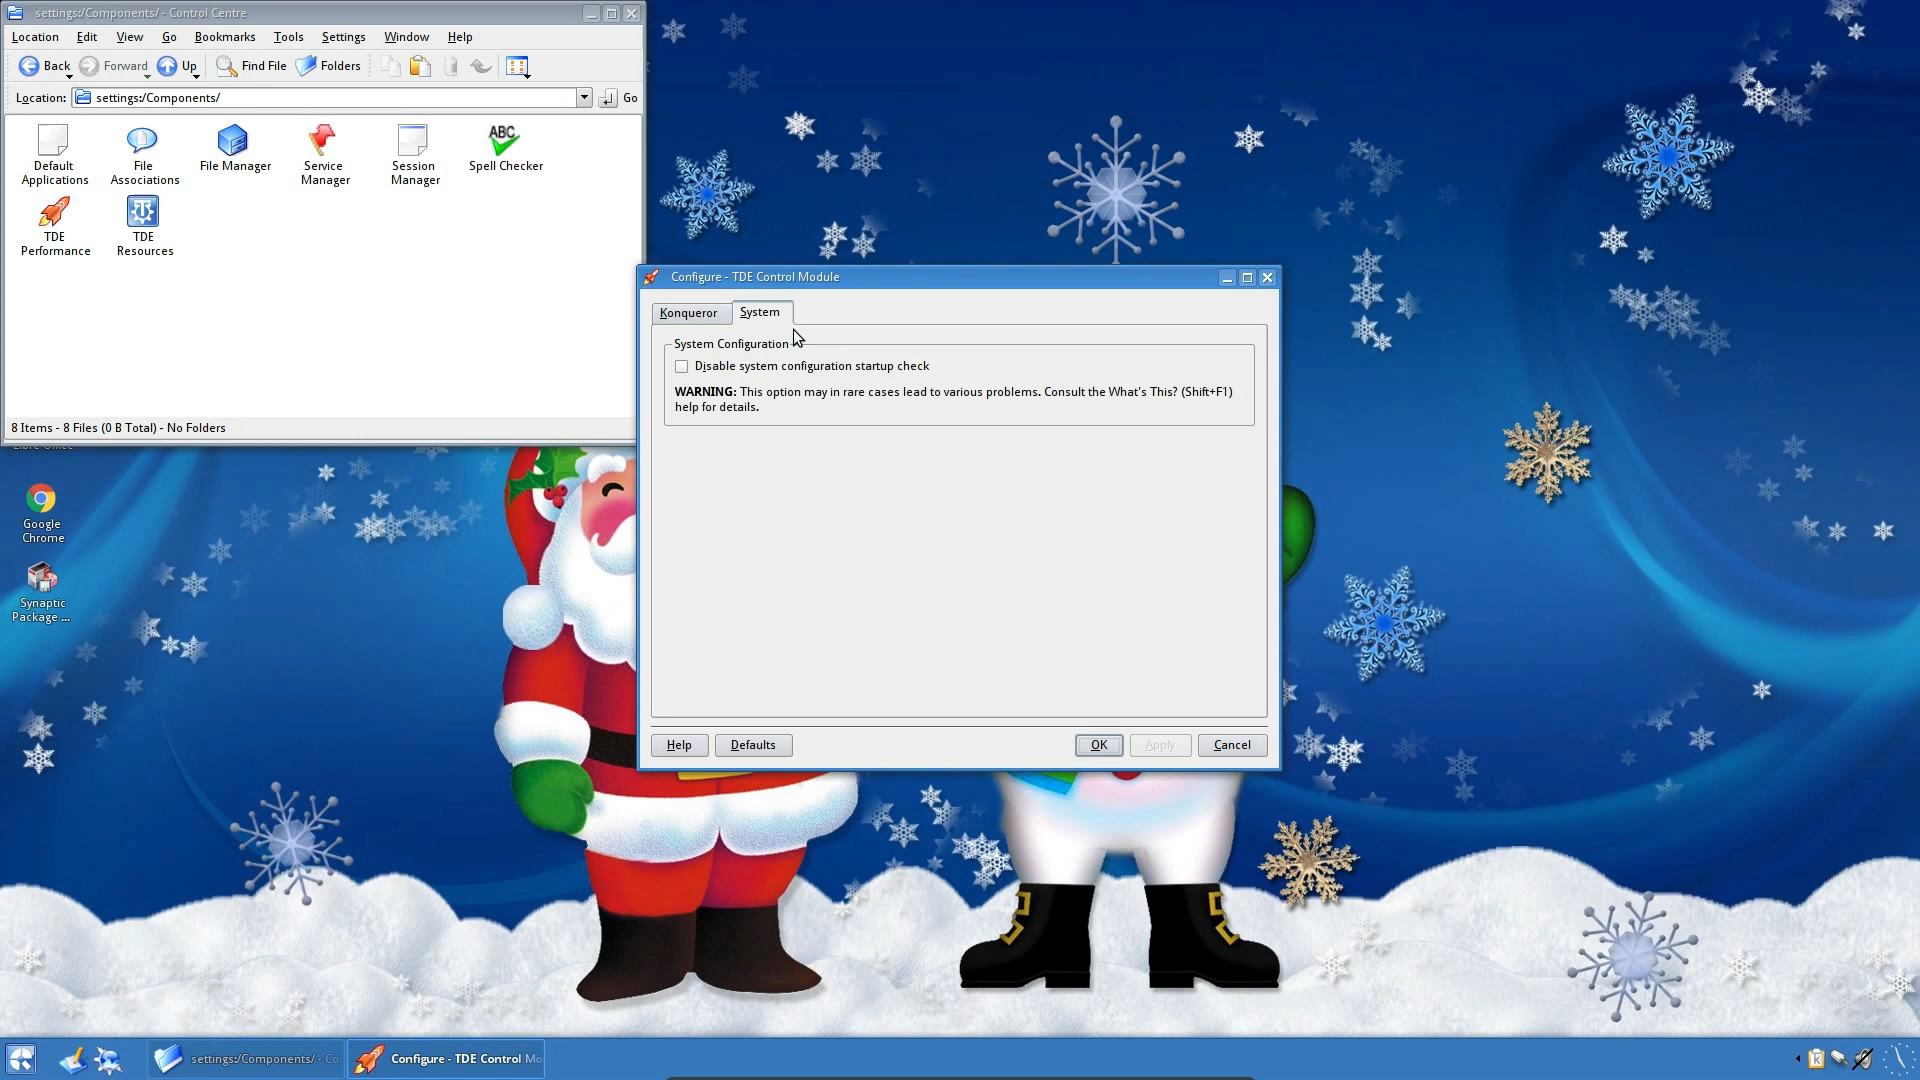 settings:/Components/ - Control Centre
Location Edit View Go Bookmarks Tools Settings Window Help
Back Forward Up Find File Folders
Location: settings:/Components/ Go
Default Applications
File Associations
File Manager
Service Manager
Session Manager
ABC
Spell Checker
TDE Performance
TDE Resources
8 Items - 8 Files (0 B Total) - No Folders
Configure - TDE Control Module
Konqueror System
System Configuration
Disable system configuration startup check
WARNING: This option may in rare cases lead to various problems. Consult the What's This? (Shift+F1)
help for details.
Help Defaults OK Apply Cancel
Google
Chrome
Synaptic
Package ...
settings:/Components/ - Co
Configure - TDE Control Mo